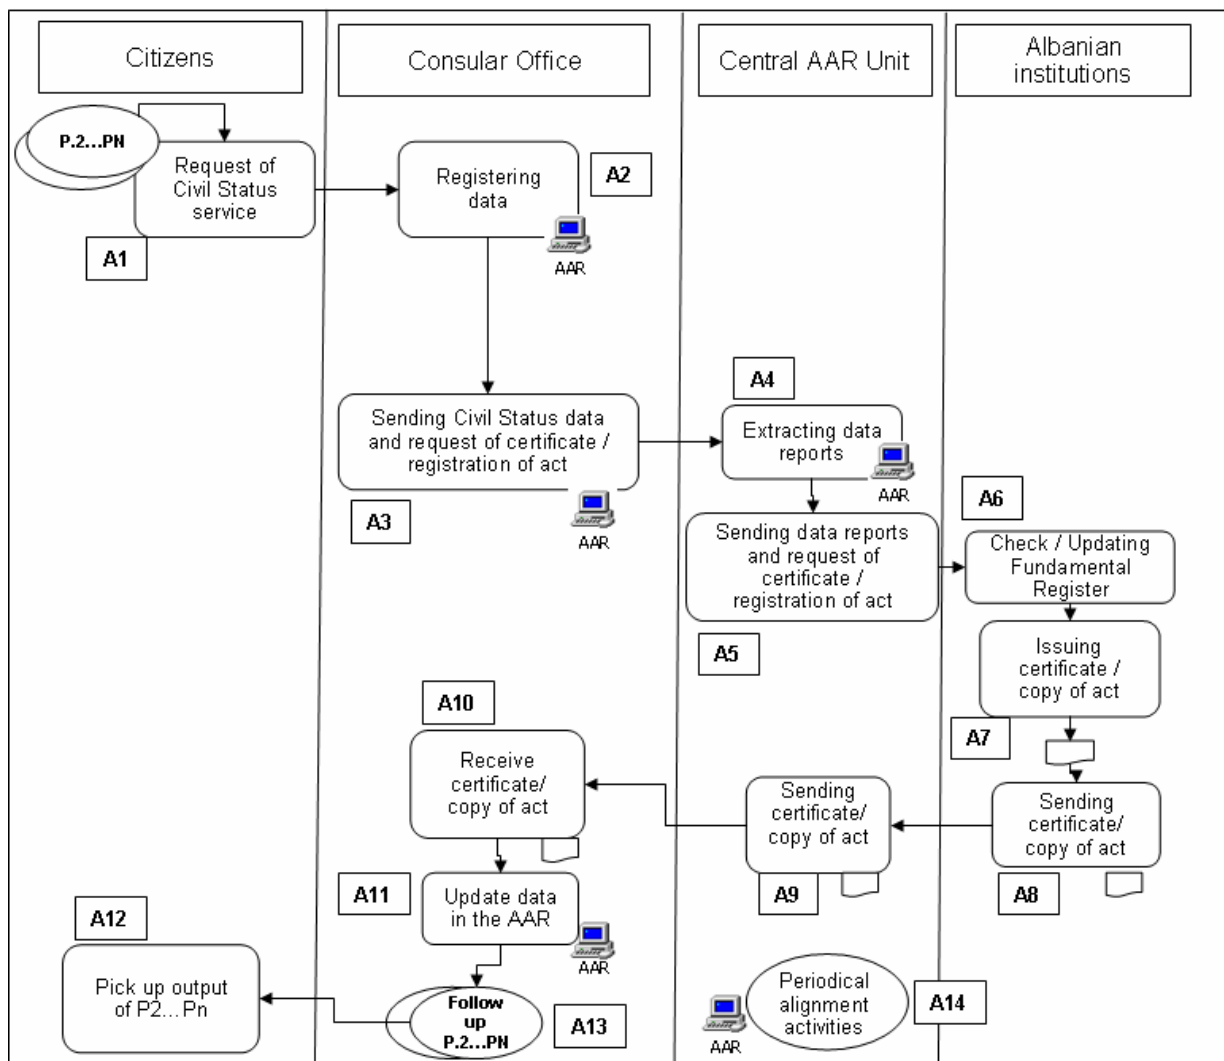 Citizens
Consular Office
Central AAR Unit
Albanian
institutions
P.2...PN
Request of
Civil Status
service
A1
Registering
data
A2
AAR
Sending Civil Status data
and request of certificate /
registration of act
A3
AAR
A4
Extracting data
reports
AAR
Sending data reports
and request of
certificate /
registration of act
A5
A6
Check / Updating
Fundamental
Register
Issuing
certificate /
copy of act
A7
Sending
certificate/
copy of act
A8
Sending
certificate/
copy of act
A9
A10
Receive
certificate/
copy of act
A11
Update data
in the AAR
AAR
A12
Pick up output
of P2...Pn
Follow
up
P.2...PN
A13
Periodical
alignment
activities
A14
AAR